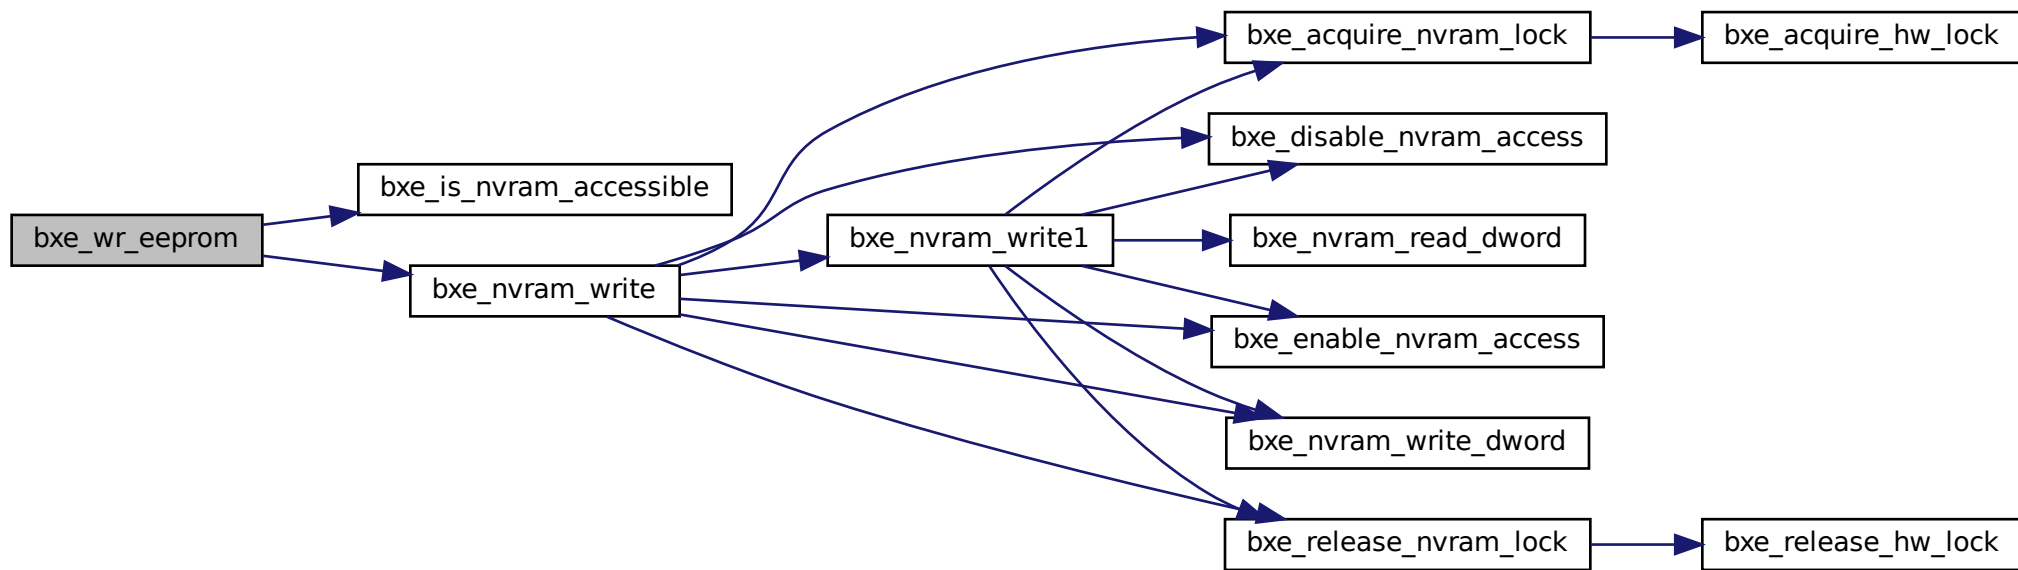 bxe_wr_eeprom
bxe_is_nvram_accessible
bxe_nvram_write
bxe_nvram_write1
bxe_acquire_nvram_lock
bxe_acquire_hw_lock
bxe_disable_nvram_access
bxe_nvram_read_dword
bxe_enable_nvram_access
bxe_nvram_write_dword
bxe_release_nvram_lock
bxe_release_hw_lock